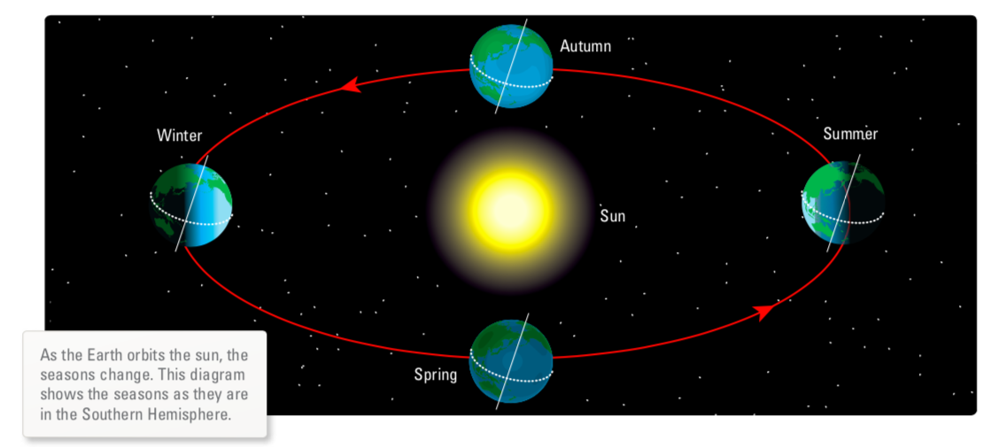 Autumn
Winter
Summer
Sun
Spring
As the Earth orbits the sun, the
seasons change. This diagram
shows the seasons as they are
in the Southern Hemisphere.